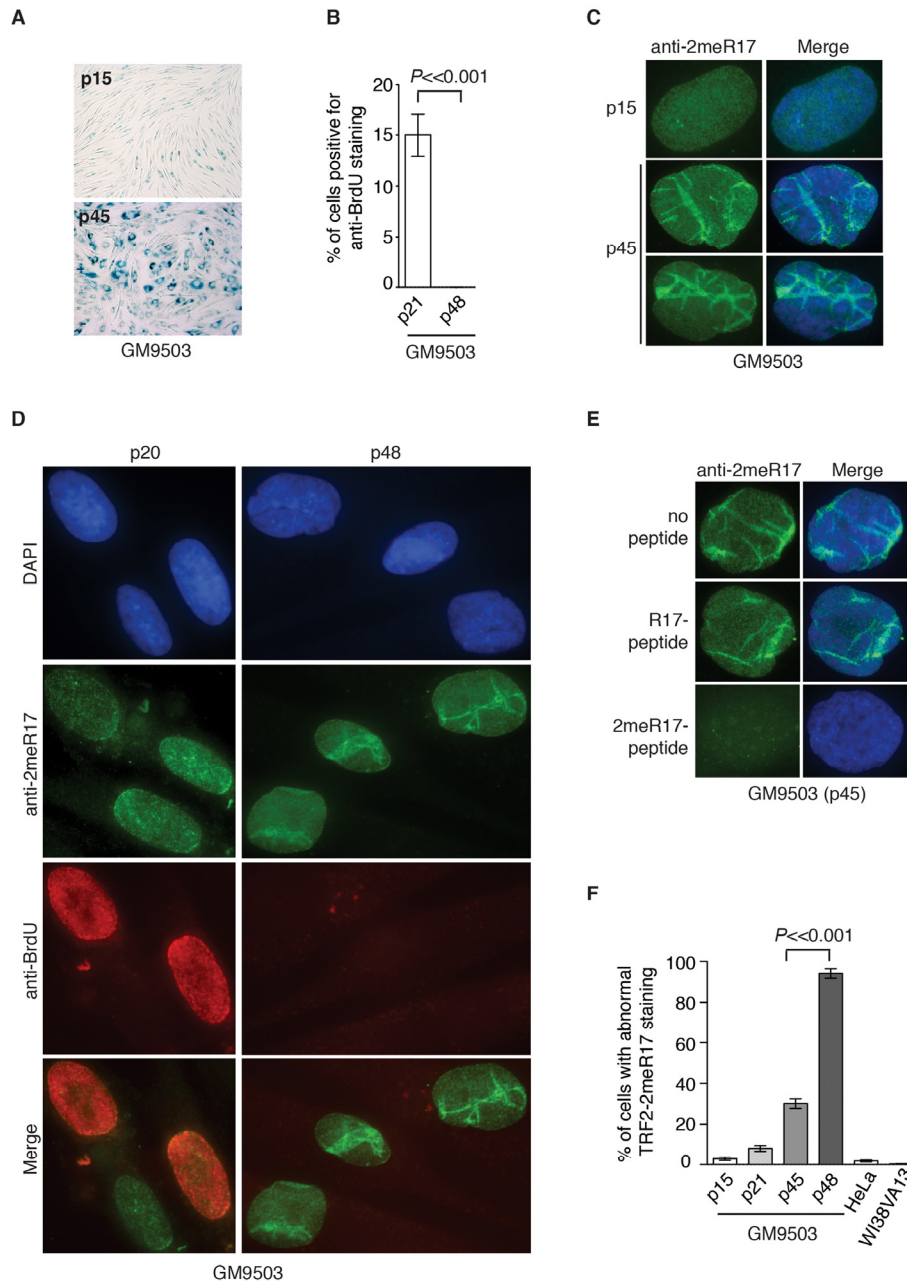 A
p15
p45
GM9503
B
P<<0.001
% of cells positive for
anti-BrdU staining
20
15
10
5
0
p21
p48
GM9503
C
anti-2meR17
Merge
p15
p45
GM9503
D
p20
p48
DAPI
anti-2meR17
anti-BrdU
Merge
GM9503
E
anti-2meR17
Merge
no
peptide
R17-
peptide
2meR17-
peptide
GM9503 (p45)
F
P<<0.001
% of cells with abnormal
TRF2-2meR17 staining
100
80
60
40
20
0
p15
p21
p45
p48
HeLa
WI38VA13
GM9503